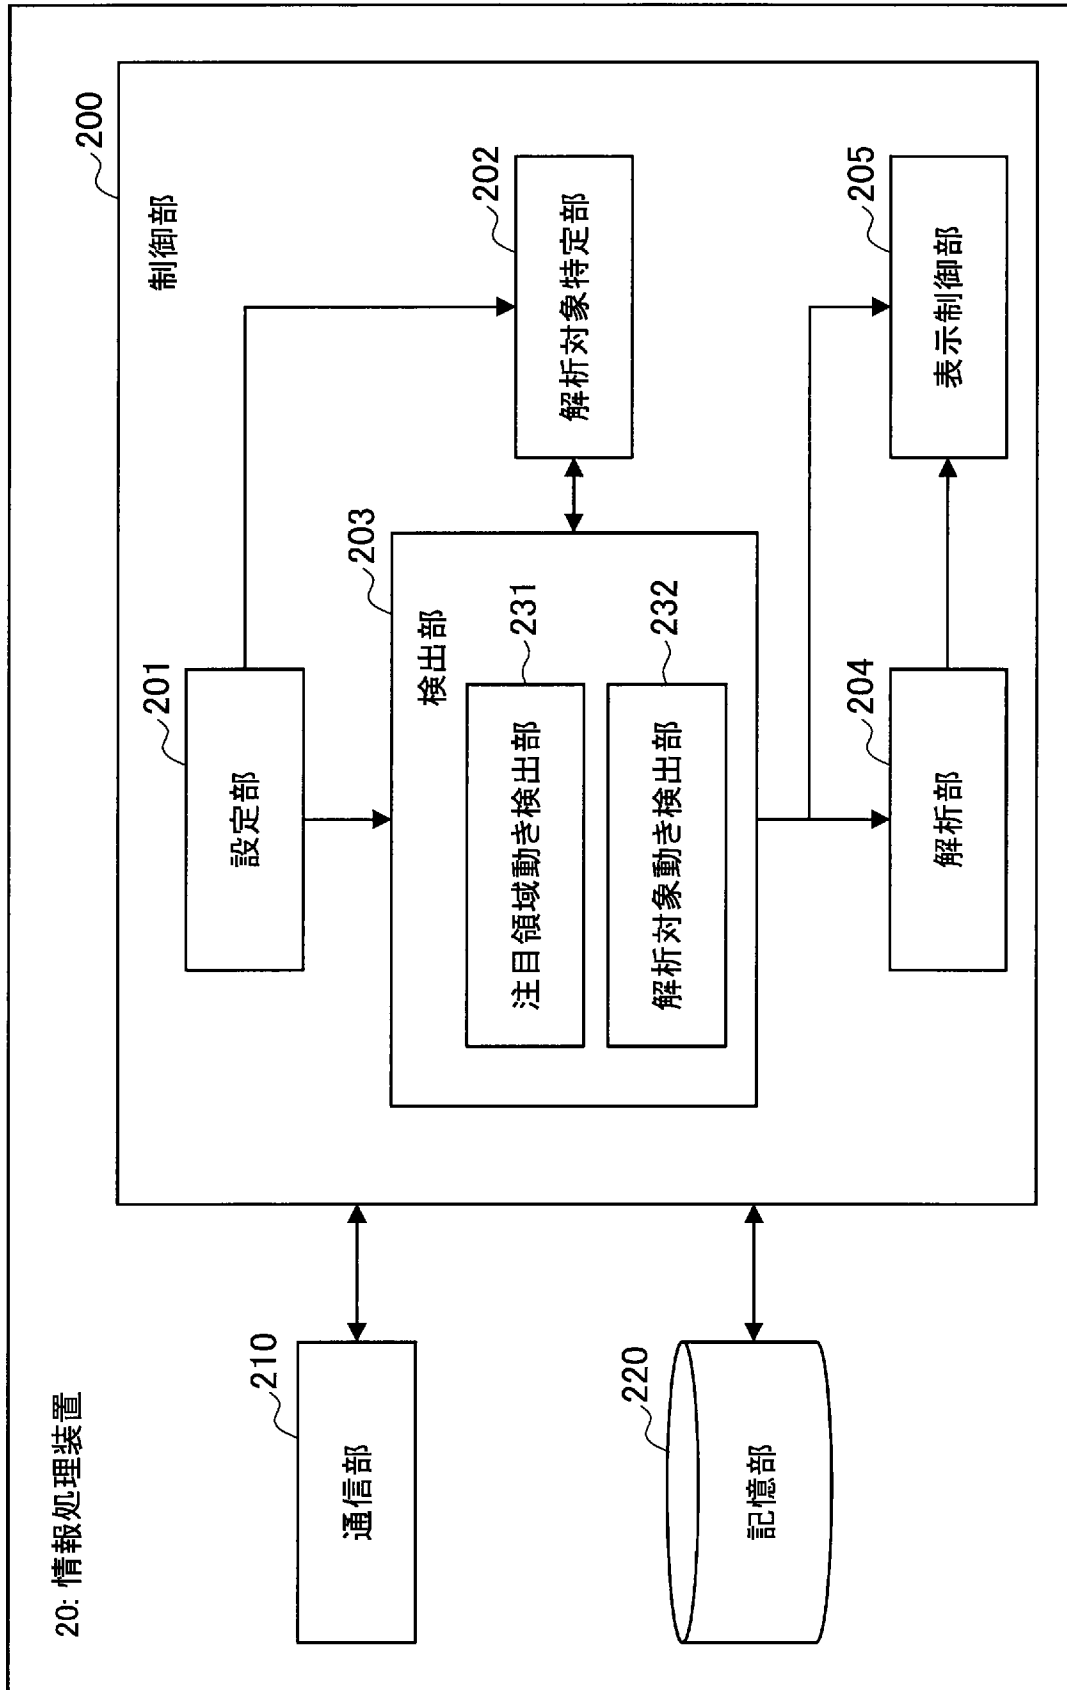 20: 情報処理装置
200
制御部
210
通信部
220
記憶部
201
設定部
202
解析対象特定部
203
検出部
231
注目領域動き検出部
232
解析対象動き検出部
204
解析部
205
表示制御部